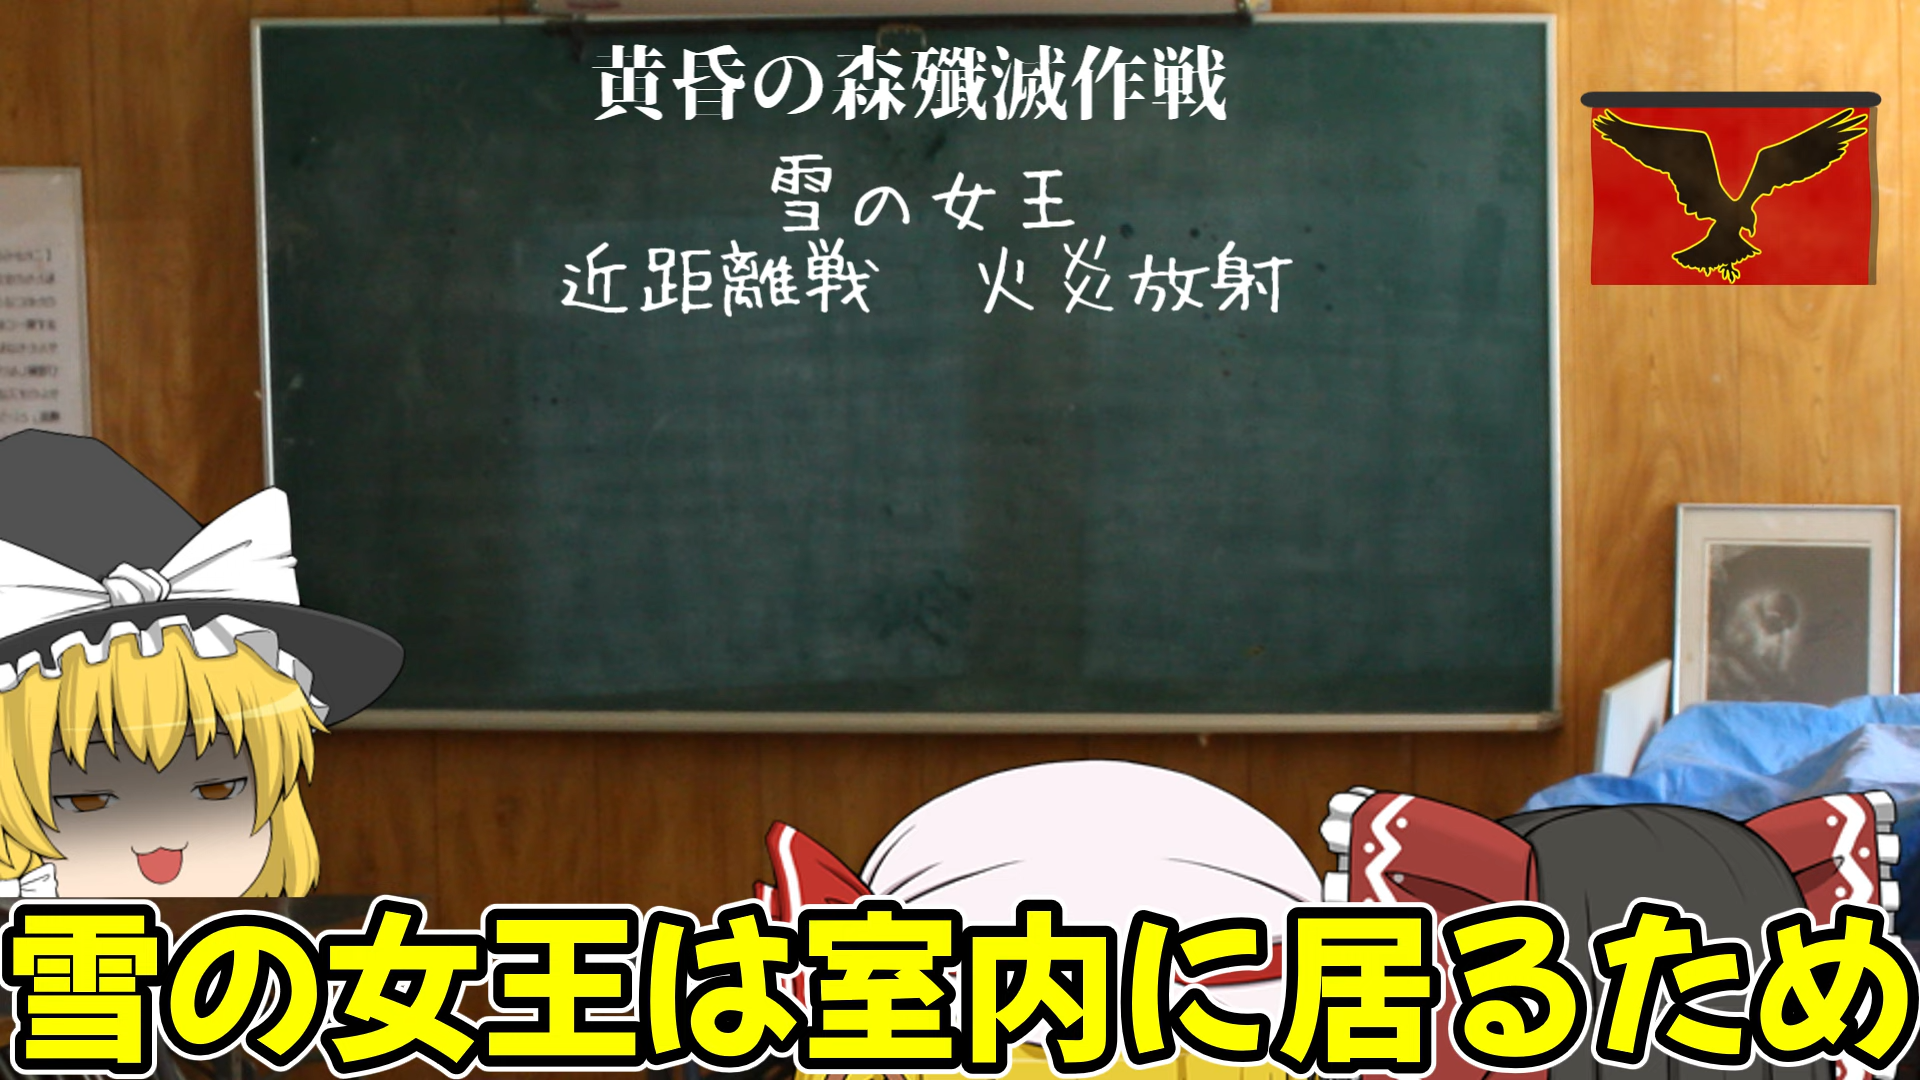 黄昏の森殲滅作戦
雪の女王
近距離戦 火炎放射
雪の女王は室内に居るため